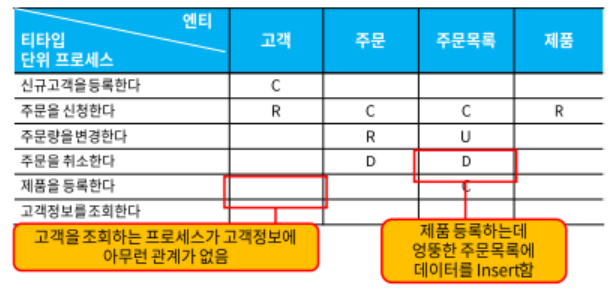 엔티
티타입
단위 프로세스
고객 주문 주문목록 제품
신규고객을등록한다 C
주문을 신청한다 R C C R
주문량을변경한다 R U
주문을 취소한다 D D
제품을 등록한다 C
고객정보를조회한다
고객을 조회하는 프로세스가 고객정보에
아무런 관계가 없음
제품 등록하는데
엉뚱한 주문목록에
데이터를 Insert함